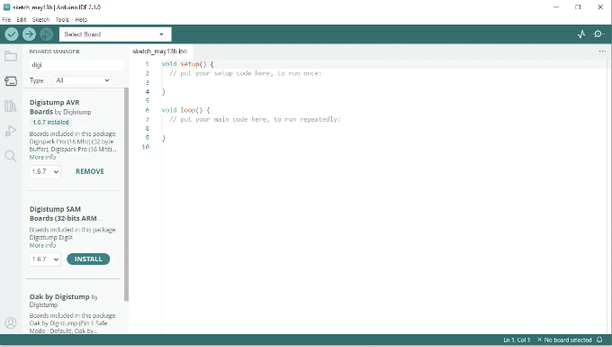 sketch_may13b | Arduino IDE 2.1.0
File Edit Sketch Tools Help
Select Board
BOARDS MANAGER
digi
Type: All
Digistump AVR
Boards by Digistump
1.6.7 installed
Boards included in this package:
Digispark Pro (16 Mhz) (32 byte
buffer), Digispark Pro (16 Mhz)...
More info
1.6.7
REMOVE
Digistump SAM
Boards (32-bits ARM ...
Boards included in this package:
Digistump DigiX
More info
1.6.7
INSTALL
Oak by Digistump by
Digistump
Boards included in this package:
Oak by Digistump (Pin 1 Safe
Mode - Default), Oak by...
sketch_may13b.ino
1 void setup() {
2 // put your setup code here, to run once:
3
4 }
5
6 void loop() {
7 // put your main code here, to run repeatedly:
8
9 }
10
Ln 1, Col 1 × No board selected